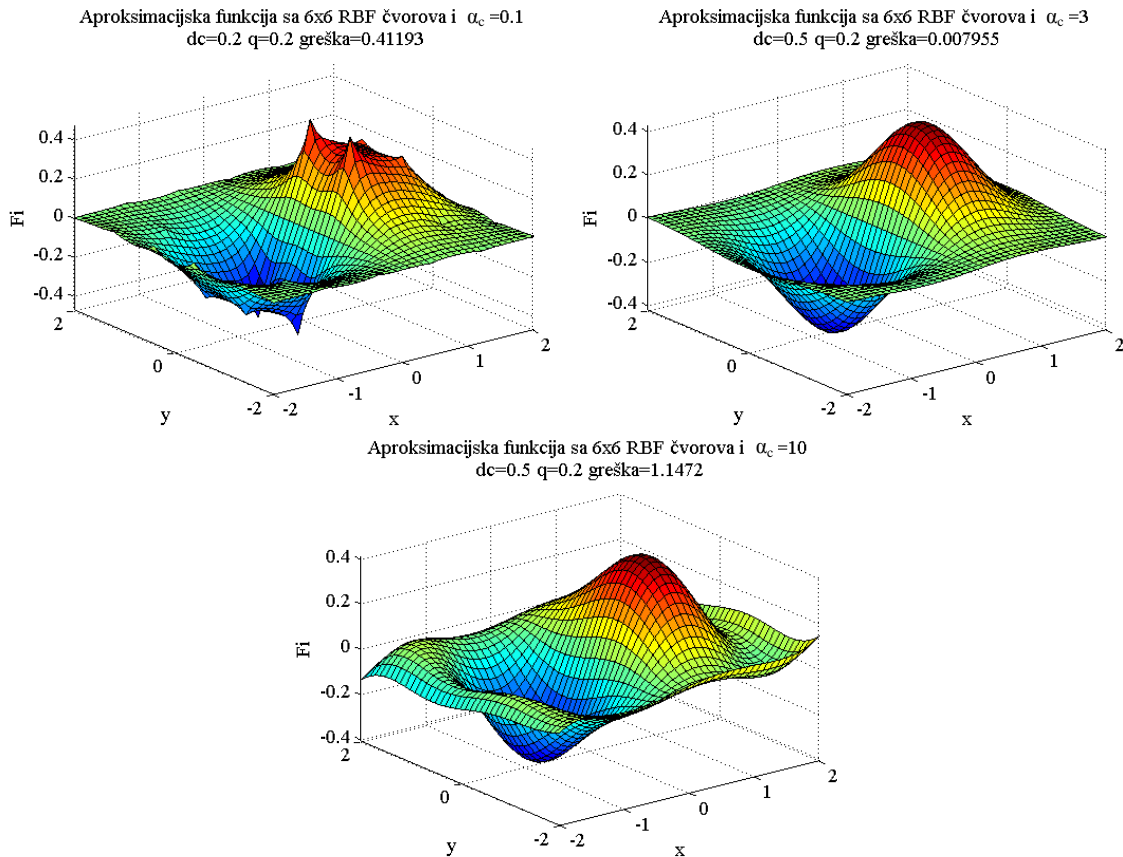 Aproksimacijska funkcija sa 6x6 RBF čvorova i αc =0.1
dc=0.2 q=0.2 greška=0.41193
0.4
0.2
0
-0.2
-0.4
Fi
2
0
-2
y
-2
-1
0
1
2
x
Aproksimacijska funkcija sa 6x6 RBF čvorova i αc =3
dc=0.5 q=0.2 greška=0.007955
0.4
0.2
0
-0.2
-0.4
Fi
2
0
-2
y
-2
-1
0
1
2
x
Aproksimacijska funkcija sa 6x6 RBF čvorova i αc =10
dc=0.5 q=0.2 greška=1.1472
0.4
0.2
0
-0.2
-0.4
Fi
2
0
-2
y
-2
-1
0
1
2
x